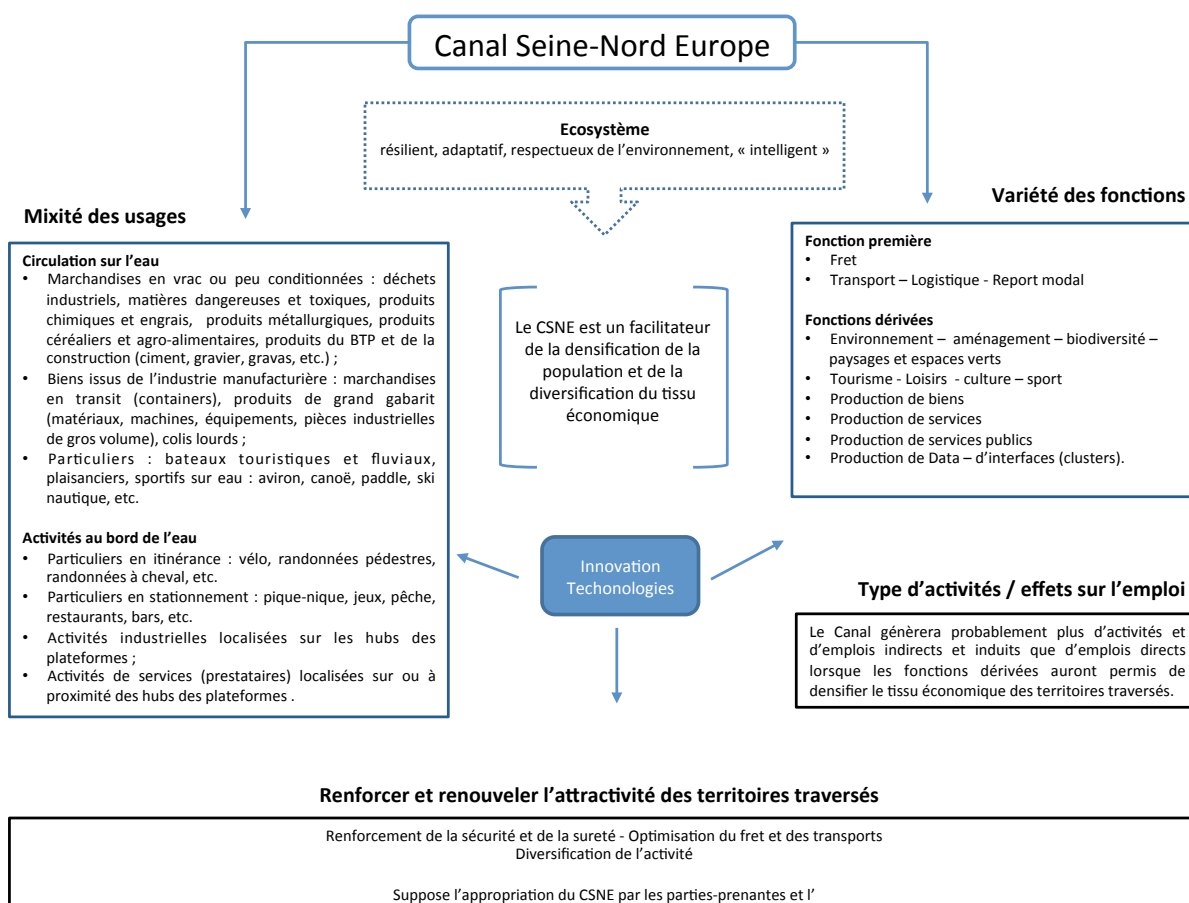 Canal Seine-Nord Europe
Ecosystème
résilient, adaptatif, respectueux de l'environnement, « intelligent »
Mixité des usages
Circulation sur l'eau
• Marchandises en vrac ou peu conditionnées : déchets
industriels, matières dangereuses et toxiques, produits
chimiques et engrais, produits métallurgiques, produits
céréaliers et agro-alimentaires, produits du BTP et de la
construction (ciment, gravier, gravas, etc.) ;
• Biens issus de l'industrie manufacturière : marchandises
en transit (containers), produits de grand gabarit
(matériaux, machines, équipements, pièces industrielles
de gros volume), colis lourds ;
• Particuliers : bateaux touristiques et fluviaux,
plaisanciers, sportifs sur eau : aviron, canoë, paddle, ski
nautique, etc.
Activités au bord de l'eau
• Particuliers en itinérance : vélo, randonnées pédestres,
randonnées à cheval, etc.
• Particuliers en stationnement : pique-nique, jeux, pêche,
restaurants, bars, etc.
• Activités industrielles localisées sur les hubs des
plateformes ;
• Activités de services (prestataires) localisées sur ou à
proximité des hubs des plateformes .
Le CSNE est un facilitateur
de la densification de la
population et de la
diversification du tissu
économique
Innovation
Techonologies
Variété des fonctions
Fonction première
• Fret
• Transport – Logistique - Report modal
Fonctions dérivées
• Environnement – aménagement – biodiversité –
paysages et espaces verts
• Tourisme - Loisirs - culture – sport
• Production de biens
• Production de services
• Production de services publics
• Production de Data – d'interfaces (clusters).
Type d'activités / effets sur l'emploi
Le Canal génèrera probablement plus d'activités et
d'emplois indirects et induits que d'emplois directs
lorsque les fonctions dérivées auront permis de
densifier le tissu économique des territoires traversés.
Renforcer et renouveler l'attractivité des territoires traversés
Renforcement de la sécurité et de la sureté - Optimisation du fret et des transports
Diversification de l'activité
Suppose l'appropriation du CSNE par les parties-prenantes et l'